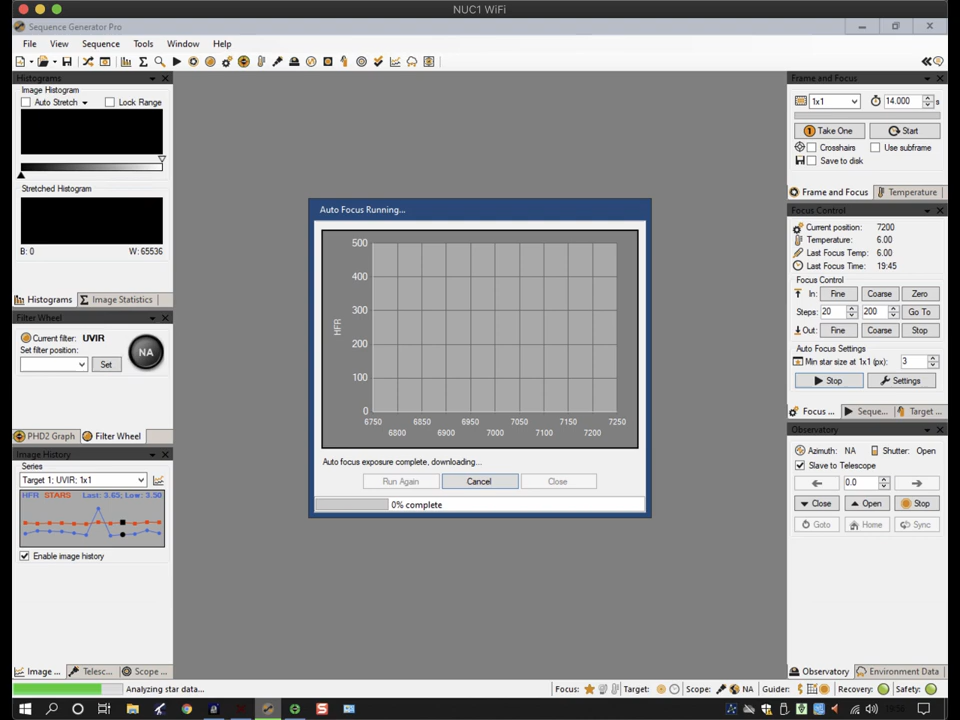 NUC1 WiFi
Sequence Generator Pro
File View Sequence Tools Window Help
Histograms
Image Histogram
Auto Stretch Lock Range
Stretched Histogram
B: 0 W: 65536
Histograms Image Statistics
Filter Wheel
Current filter: UVIR
Set filter position:
Set
NA
PHD2 Graph Filter Wheel
Image History
Series
Target 1; UVIR; 1x1
HFR STARS Last: 3.65; Low: 3.50
Enable image history
Image ... Telesc... Scope ...
Analyzing star data...
Auto Focus Running...
500
400
300
200
100
0
HFR
6750 6850 6950 7050 7150 7250
6800 6900 7000 7100 7200
Auto focus exposure complete, downloading...
Run Again Cancel Close
0% complete
Frame and Focus
1x1 14.000 s
1 Take One Start
Crosshairs Use subframe
Save to disk
Frame and Focus Temperature
Focus Control
Current position: 7200
Temperature: 6.00
Last Focus Temp: 6.00
Last Focus Time: 19:45
Focus Control
In: Fine Coarse Zero
Steps: 20 200 Go To
Out: Fine Coarse Stop
Auto Focus Settings
Min star size at 1x1 (px): 3
Stop Settings
Focus ... Seque... Target ...
Observatory
Azimuth: NA Shutter: Open
Slave to Telescope
0.0
Close Open Stop
Goto Home Sync
Observatory Environment Data
Focus: Target: Scope: NA Guider: Recovery: Safety: